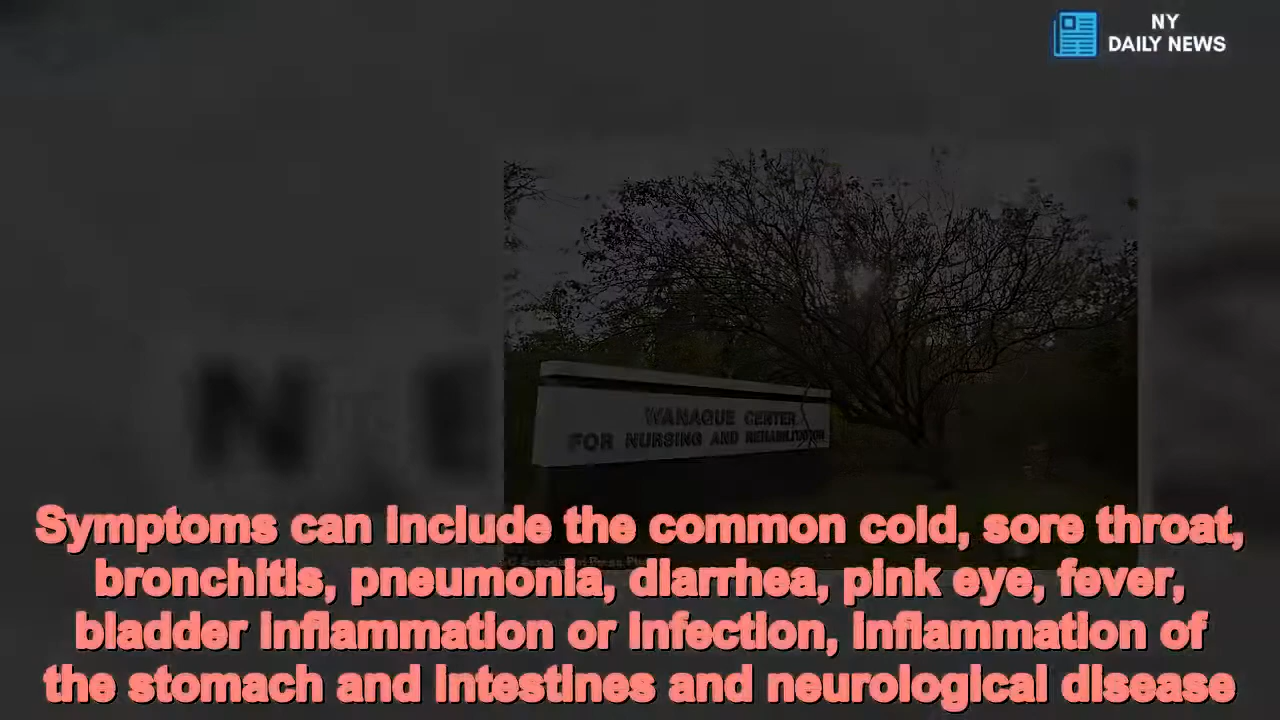 NY
DAILY NEWS
WANAQUE CENTER
FOR NURSING AND REHABILITATION
Symptoms can include the common cold, sore throat,
bronchitis, pneumonia, diarrhea, pink eye, fever,
bladder inflammation or infection, inflammation of
the stomach and intestines and neurological disease